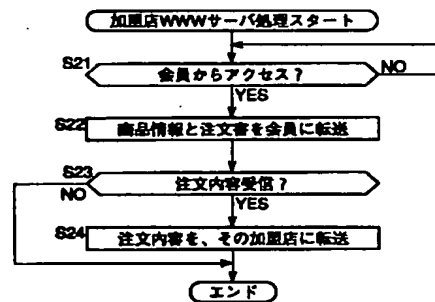 加盟店WWWサーバ処理スタート
S21
会員からアクセス？
NO
YES
S22
商品情報と注文書を会員に転送
S23
注文内容受信？
NO
YES
S24
注文内容を、その加盟店に転送
エンド